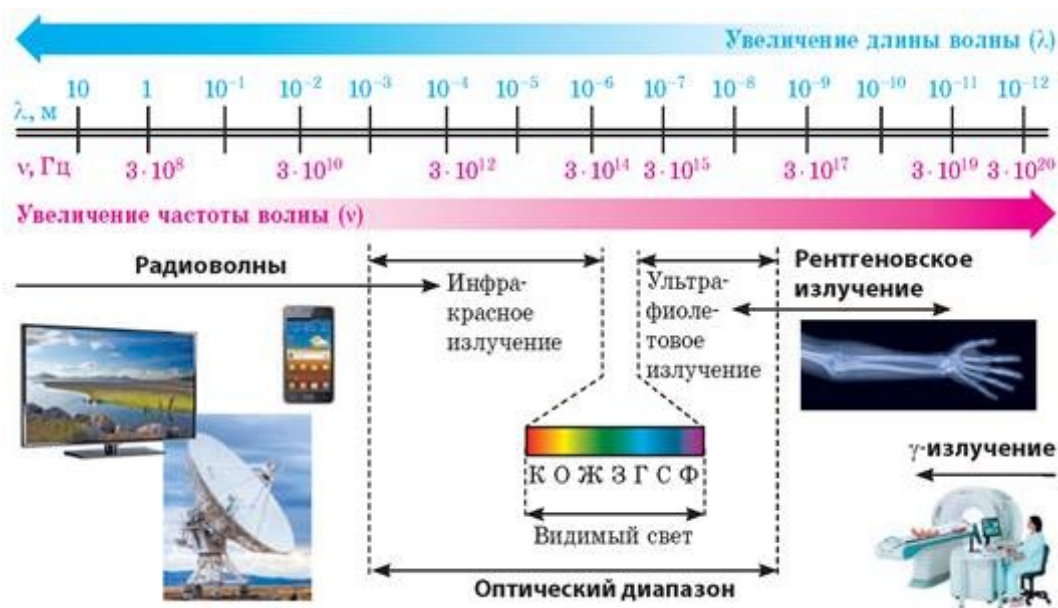 Увеличение длины волны (λ)
10 1 10⁻¹ 10⁻² 10⁻³ 10⁻⁴ 10⁻⁵ 10⁻⁶ 10⁻⁷ 10⁻⁸ 10⁻⁹ 10⁻¹⁰ 10⁻¹¹ 10⁻¹²
λ, м
ν, Гц 3·10⁸ 3·10¹⁰ 3·10¹² 3·10¹⁴ 3·10¹⁵ 3·10¹⁷ 3·10¹⁹ 3·10²⁰
Увеличение частоты волны (ν)
Радиоволны
Инфра-
красное
излучение
Ультра-
фиоле-
товое
излучение
Рентгеновское
излучение
К О Ж З Г С Ф
Видимый свет
γ-излучение
Оптический диапазон